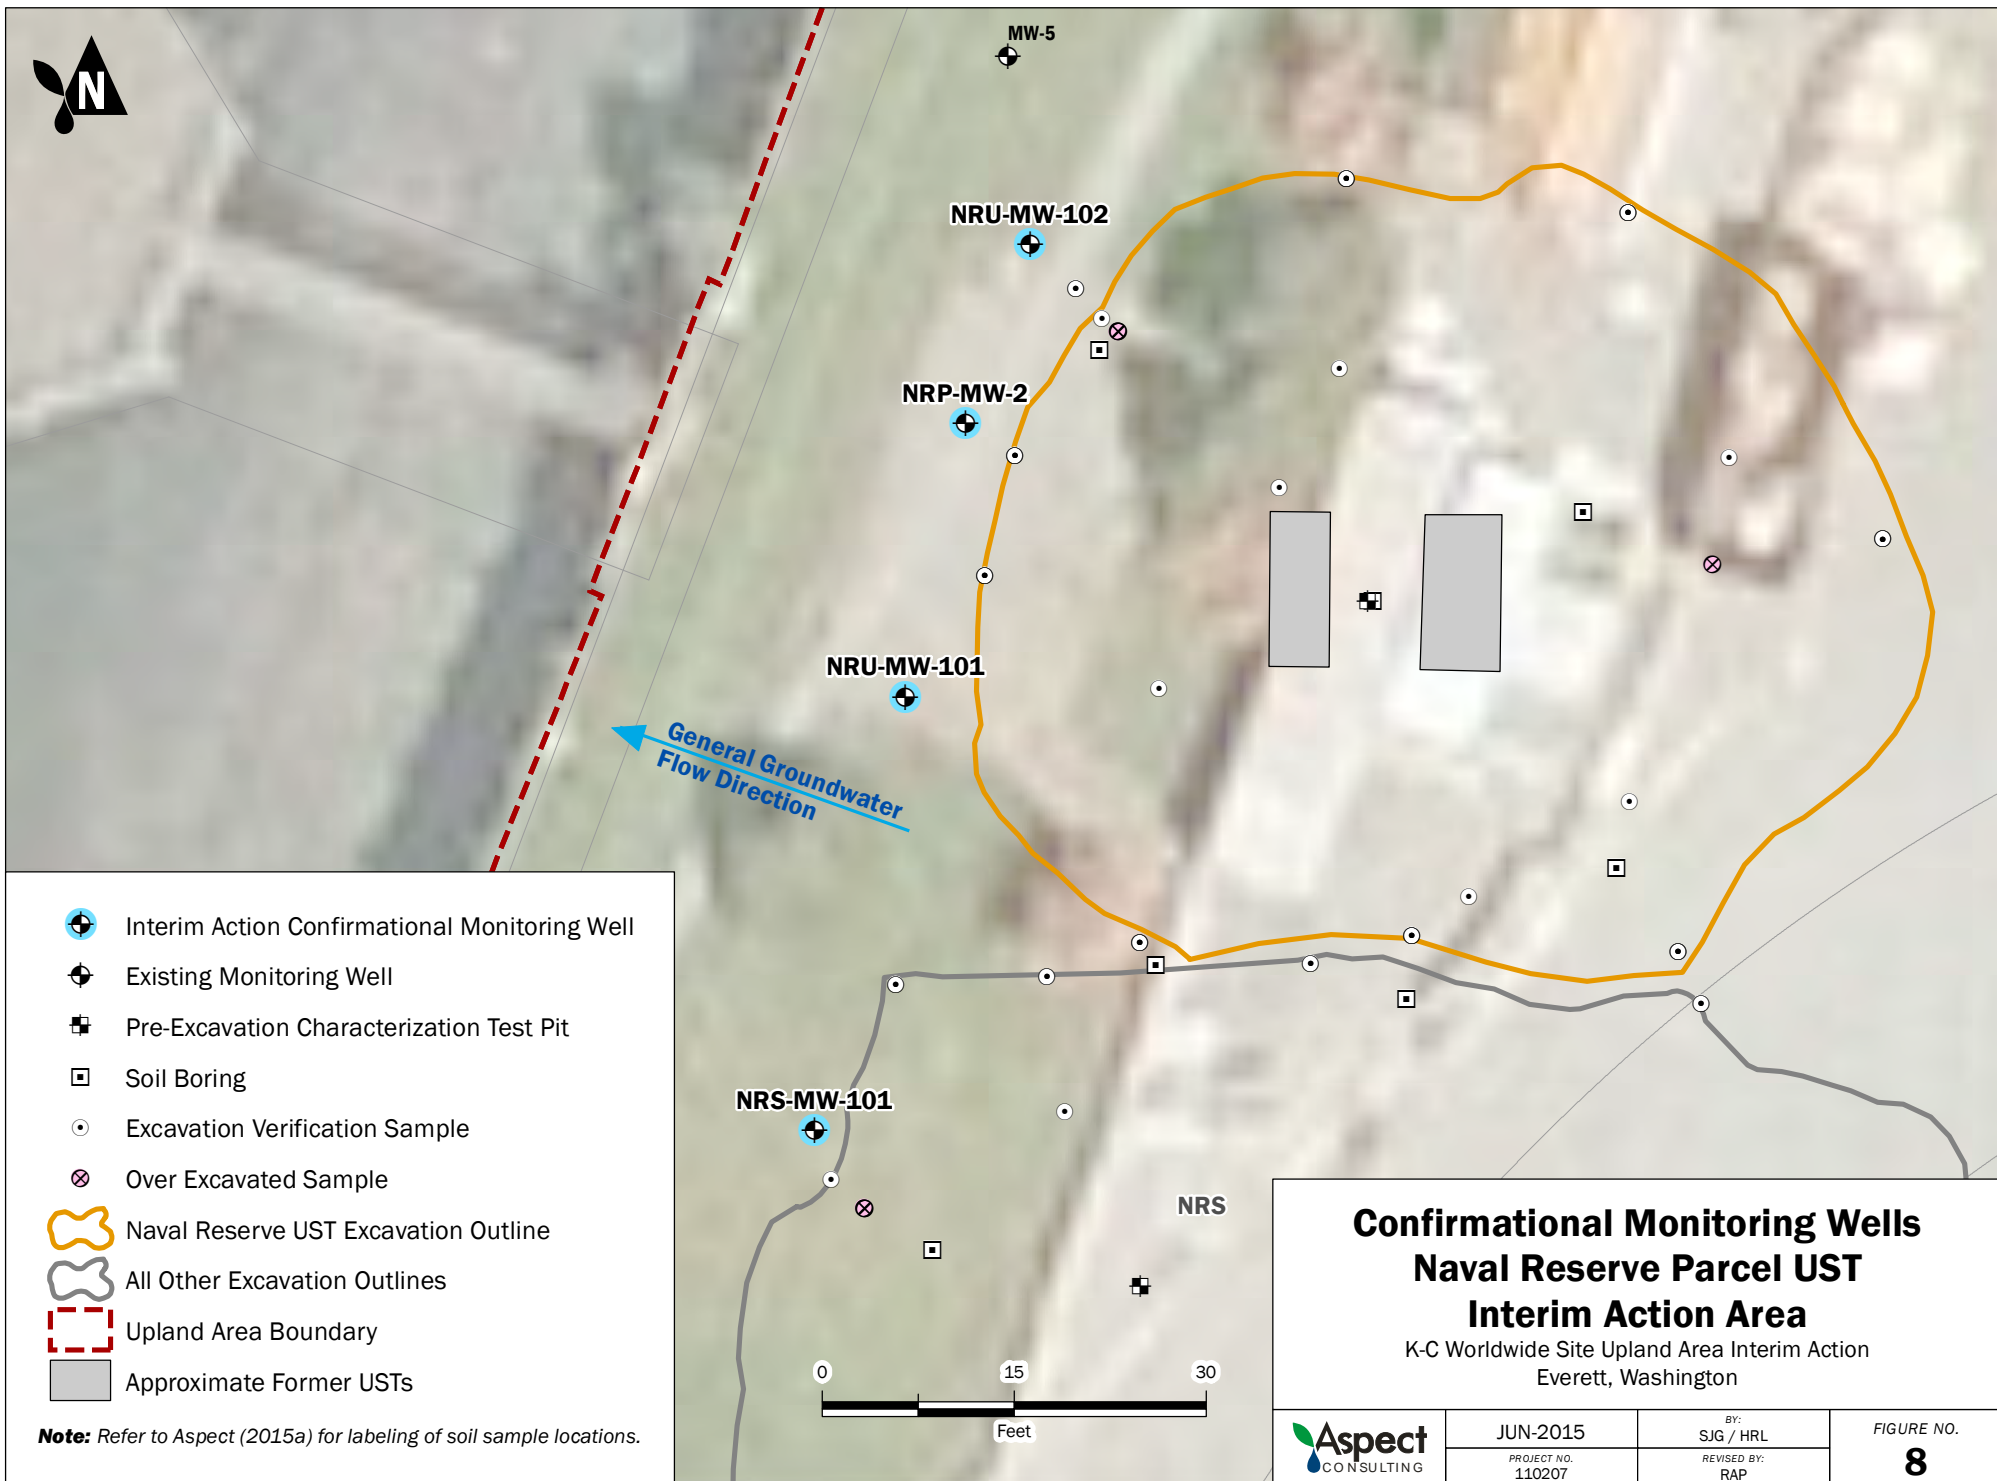 N
MW-5
NRU-MW-102
NRP-MW-2
NRU-MW-101
General Groundwater
Flow Direction
NRS-MW-101
NRS
Interim Action Confirmational Monitoring Well
Existing Monitoring Well
Pre-Excavation Characterization Test Pit
Soil Boring
Excavation Verification Sample
Over Excavated Sample
Naval Reserve UST Excavation Outline
All Other Excavation Outlines
Upland Area Boundary
Approximate Former USTs
Note: Refer to Aspect (2015a) for labeling of soil sample locations.
0 15 30
Feet
Confirmational Monitoring Wells
Naval Reserve Parcel UST
Interim Action Area
K-C Worldwide Site Upland Area Interim Action
Everett, Washington
Aspect
CONSULTING
JUN-2015
PROJECT NO.
110207
BY:
SJG / HRL
REVISED BY:
RAP
FIGURE NO.
8